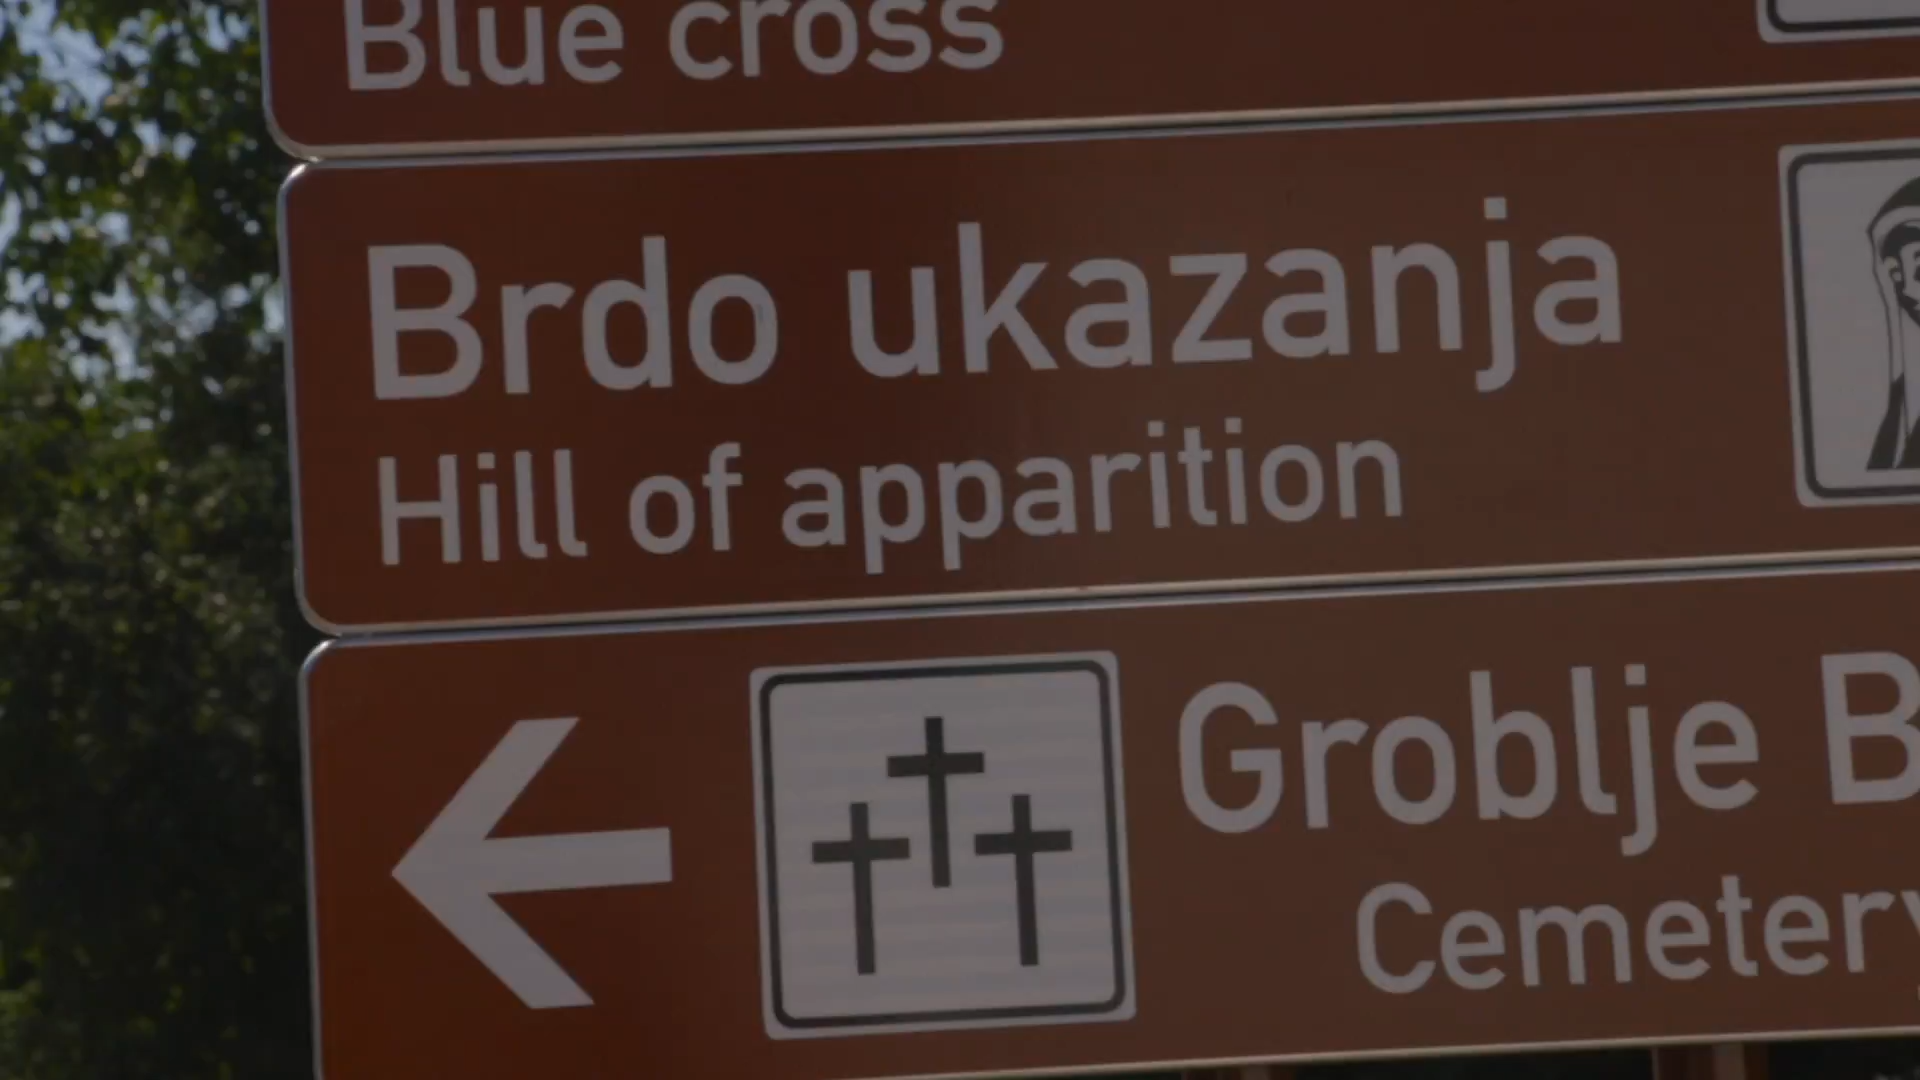 Blue cross
Brdo ukazanja
Hill of apparition
Groblje
Cemetery